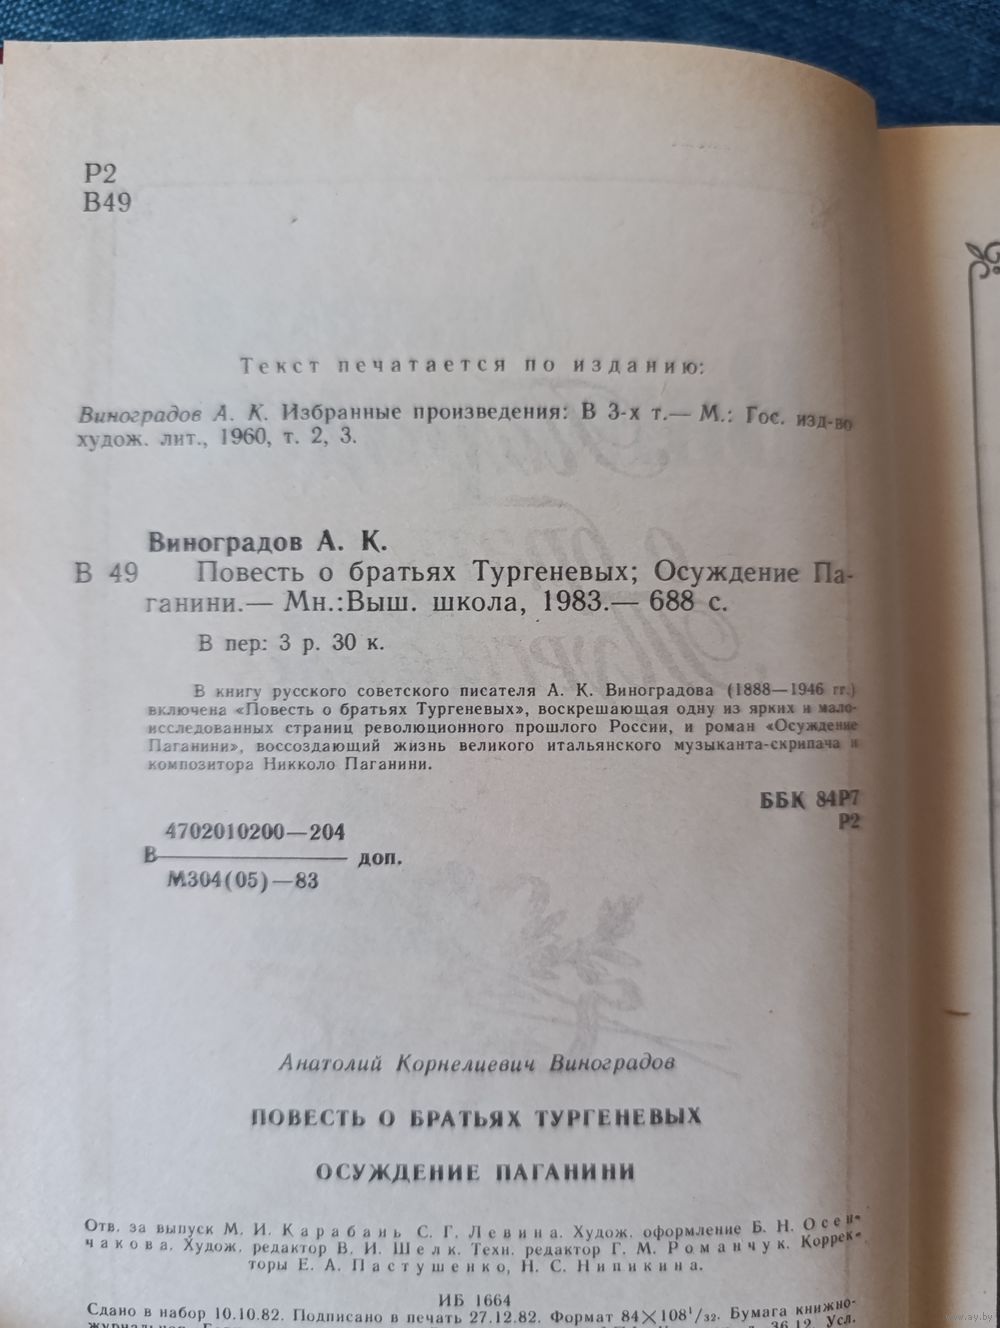 Р2
В49
Текст печатается по изданию:
Виноградов А. К. Избранные произведения: В 3-х т.— М.: Гос. изд-во
худож. лит., 1960, т. 2, 3.
Виноградов А. К.
В 49 Повесть о братьях Тургеневых; Осуждение Па-
ганини.— Мн.:Выш. школа, 1983.— 688 с.
В пер: 3 р. 30 к.
В книгу русского советского писателя А. К. Виноградова (1888—1946 гг.)
включена «Повесть о братьях Тургеневых», воскрешающая одну из ярких и мало-
исследованных страниц революционного прошлого России, и роман «Осуждение
Паганини», воссоздающий жизнь великого итальянского музыканта-скрипача и
композитора Никколо Паганини.
ББК 84Р7
Р2
4702010200—204
В——— доп.
М304(05)—83
Анатолий Корнелиевич Виноградов
ПОВЕСТЬ О БРАТЬЯХ ТУРГЕНЕВЫХ
ОСУЖДЕНИЕ ПАГАНИНИ
Отв. за выпуск М. И. Карабань, С. Г. Левина. Худож. оформление Б. Н. Осен-
чакова. Худож. редактор В. И. Шелк. Техн. редактор Г. М. Романчук. Коррек-
торы Е. А. Пастушенко, Н. С. Нипикина.
ИБ 1664
Сдано в набор 10.10.82. Подписано в печать 27.12.82. Формат 84×108¹/₃₂. Бумага книжно-
36,12. Усл.
www.ay.by